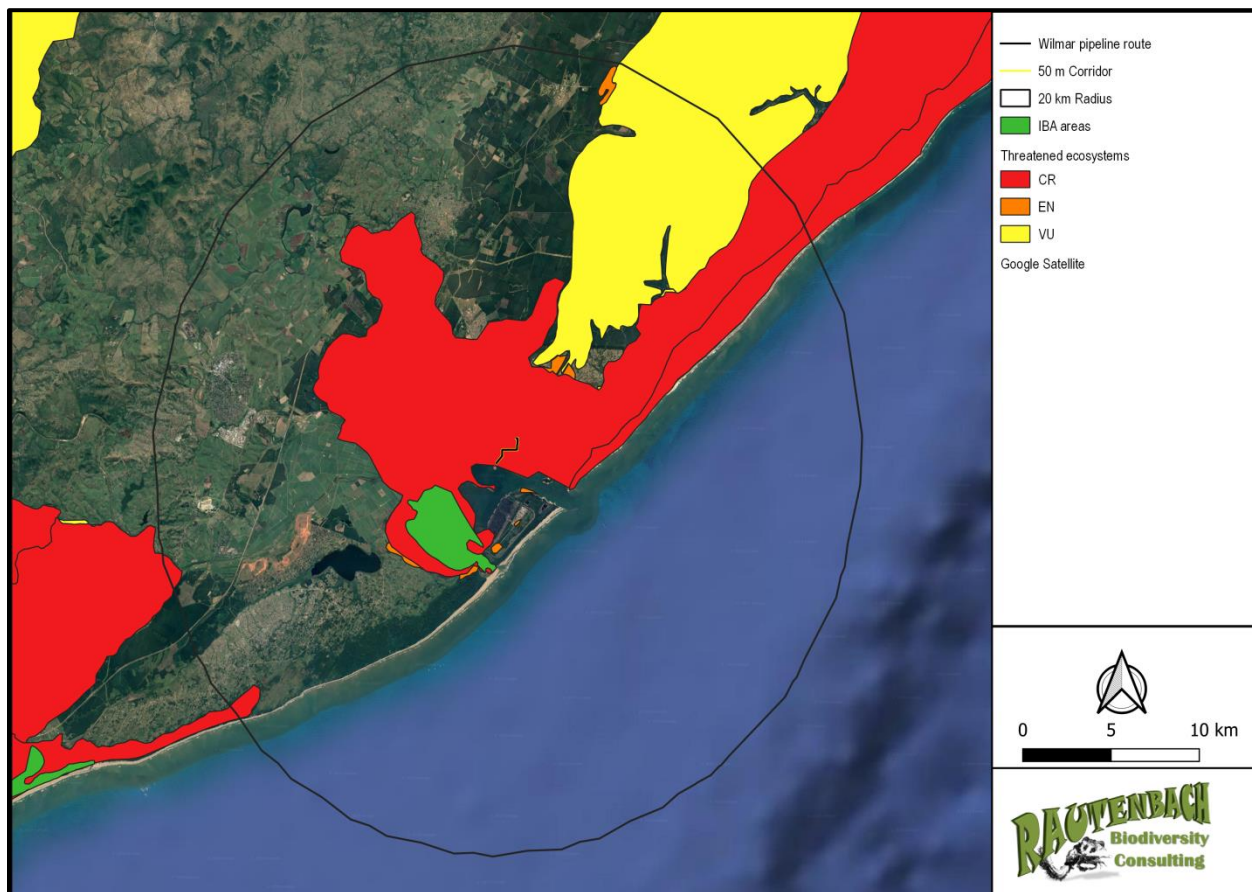 Wilmar pipeline route
50 m Corridor
20 km Radius
IBA areas
Threatened ecosystems
CR
EN
VU
Google Satellite
0 5 10 km
RAUTENBACH
Biodiversity
Consulting